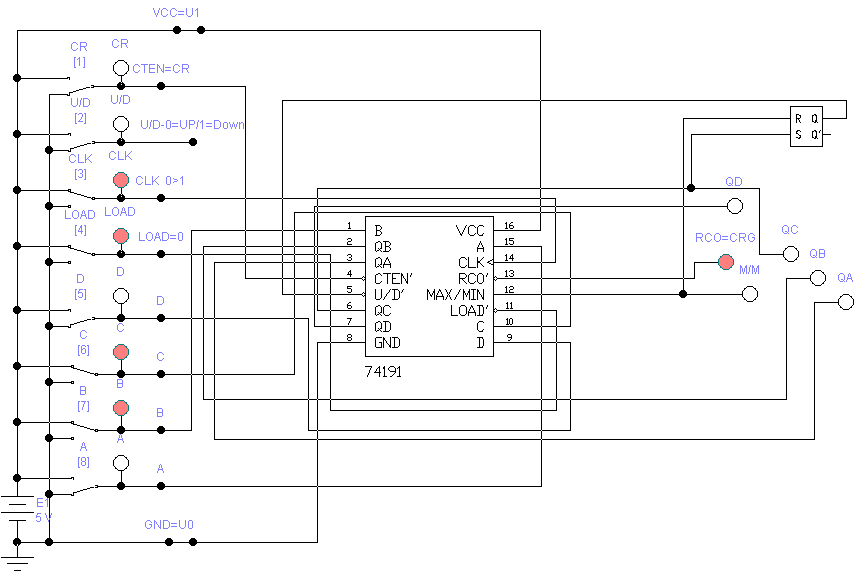 VCC=U1
CR
[1]
CR
CTEN=CR
U/D
[2]
U/D
U/D-0=UP/1=Down
CLK
[3]
CLK
CLK 0>1
LOAD
[4]
LOAD
LOAD=0
D
[5]
D
D
C
[6]
C
C
B
[7]
B
B
A
[8]
A
A
E1
5 V
GND=U0
1 B VCC 16
2 QB A 15
3 QA CLK 14
4 CTEN' RCO' 13
5 U/D' MAX/MIN 12
6 QC LOAD' 11
7 QD C 10
8 GND D 9
74191
R Q
S Q'
QD
RCO=CRG
M/M
QC
QB
QA